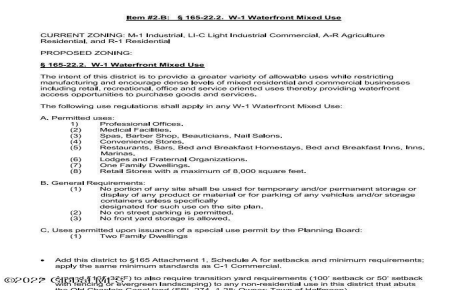 Item #2-B: § 165-22.2. W-1 Waterfront Mixed Use
CURRENT ZONING: M-1 Industrial, LI-C Light Industrial Commercial, A-R Agriculture
Residential, and R-1 Residential
PROPOSED ZONING:
§ 165-22.2. W-1 Waterfront Mixed Use
The intent of this district is to provide a greater variety of allowable uses while restricting
manufacturing and encourage levels of mixed residential and commercial businesses
including retail, recreational, office and service oriented uses thereby providing waterfront
access opportunities to purchase goods and services.
The following use regulations shall apply in any W-1 Waterfront Mixed Use:
A. Permitted uses:
(1) Professional Offices,
(2) Medical Facilities,
(3) Spas, Barber Shop, Beauticians, Nail Salons,
(4) Convenience Stores,
(5) Restaurants, Bars, Bed and Breakfast Homestays, Bed and Breakfast Inns, Inns,
Marinas,
(6) Lodges and Fraternal Organizations.
(7) One Family Dwellings.
(8) Retail Stores with a maximum of 8,000 square feet.
B. General Requirements:
(1) No portion of any site shall be used for temporary and/or permanent storage or
display of any product or material or for parking of any vehicles and/or storage
containers unless specifically
designated for such use on the site plan.
(2) No on street parking is permitted.
(3) No front yard storage is allowed.
C. Uses permitted upon issuance of a special use permit by the Planning Board:
(1) Two Family Dwellings
• Add this district to §165 Attachment 1, Schedule A for setbacks and minimum requirements;
apply the same minimum standards as C-1 Commercial.
to also require transition yard requirements (100' setback or 50' setback
with fencing or evergreen landscaping) to any non-residential use in this district that abuts
©2022